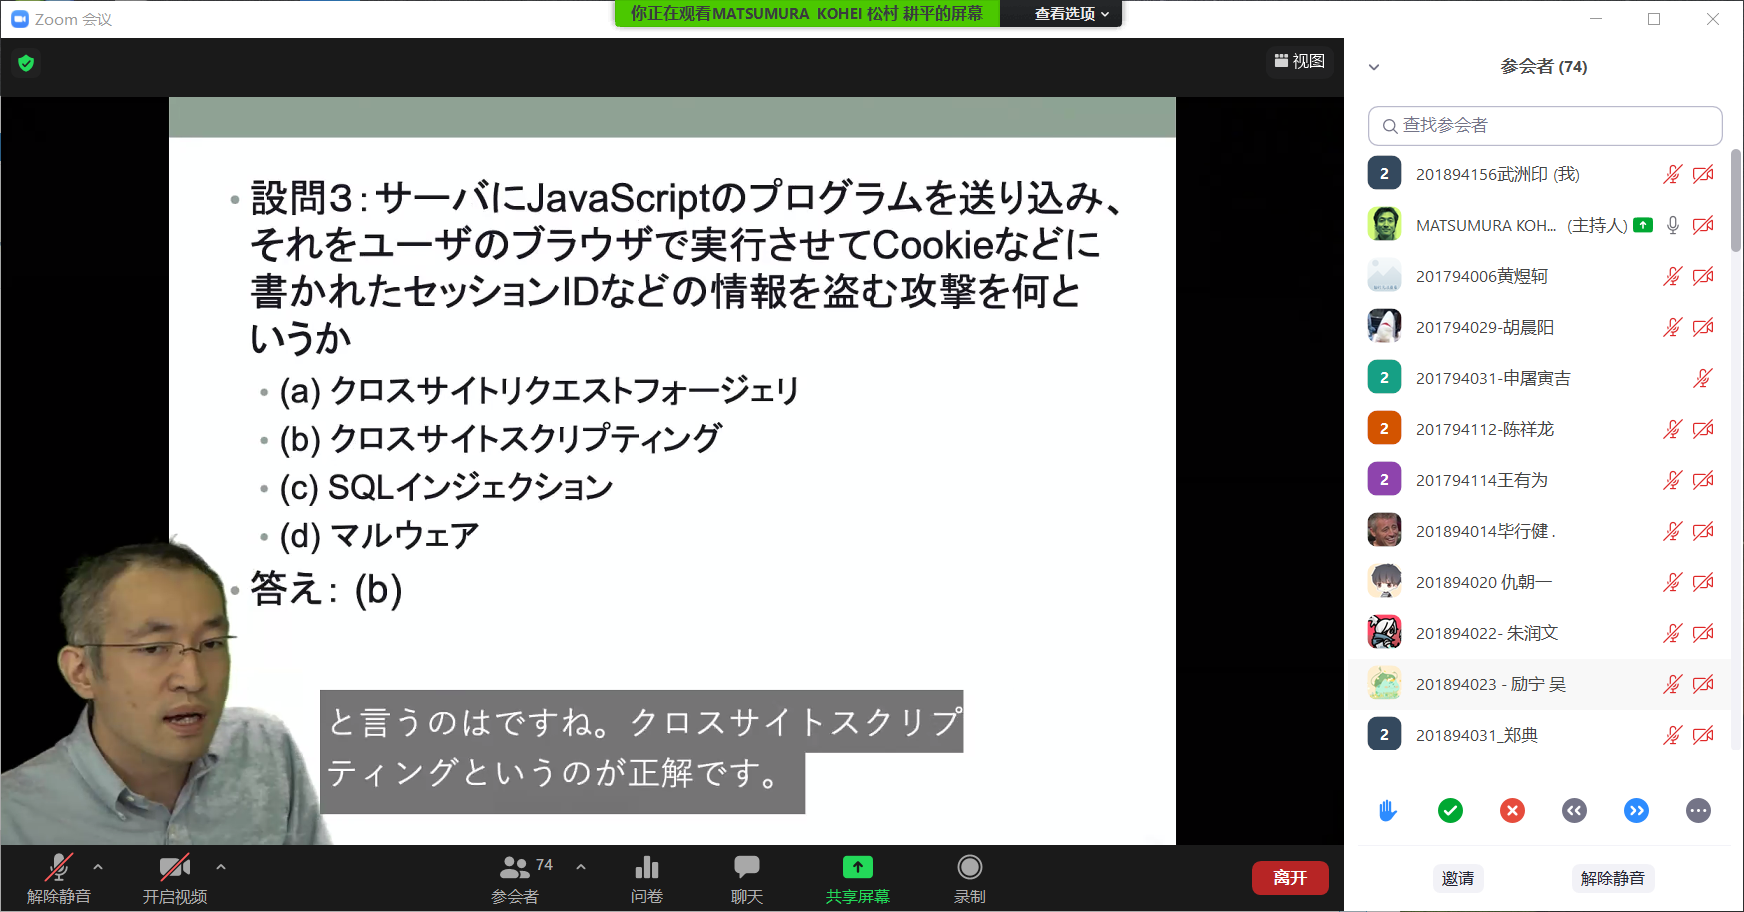 Zoom 会议
你正在观看MATSUMURA KOHEI 松村 耕平的屏幕
查看选项
视图
・設問３：サーバにJavaScriptのプログラムを送り込み、
それをユーザのブラウザで実行させてCookieなどに
書かれたセッションIDなどの情報を盗む攻撃を何と
いうか
・(a) クロスサイトリクエストフォージェリ
・(b) クロスサイトスクリプティング
・(c) SQLインジェクション
・(d) マルウェア
・答え： (b)
と言うのはですね。クロスサイトスクリプ
ティングというのが正解です。
解除静音
开启视频
74
参会者
问卷
聊天
共享屏幕
录制
离开
参会者 (74)
查找参会者
2 201894156武洲印 (我)
MATSUMURA KOH... (主持人)
201794006黄煜轲
201794029-胡晨阳
2 201794031-申屠寅吉
2 201794112-陈祥龙
2 201794114王有为
201894014毕行健 .
201894020 仇朝一
201894022- 朱润文
201894023 - 励宁 吴
2 201894031_郑典
邀请
解除静音